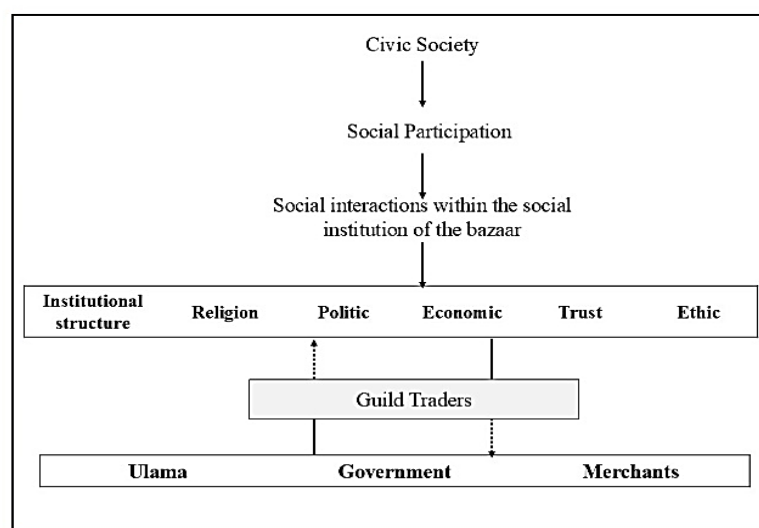 Civic Society
Social Participation
Social interactions within the social
institution of the bazaar
Institutional
structure
Religion
Politic
Economic
Trust
Ethic
Guild Traders
Ulama
Government
Merchants